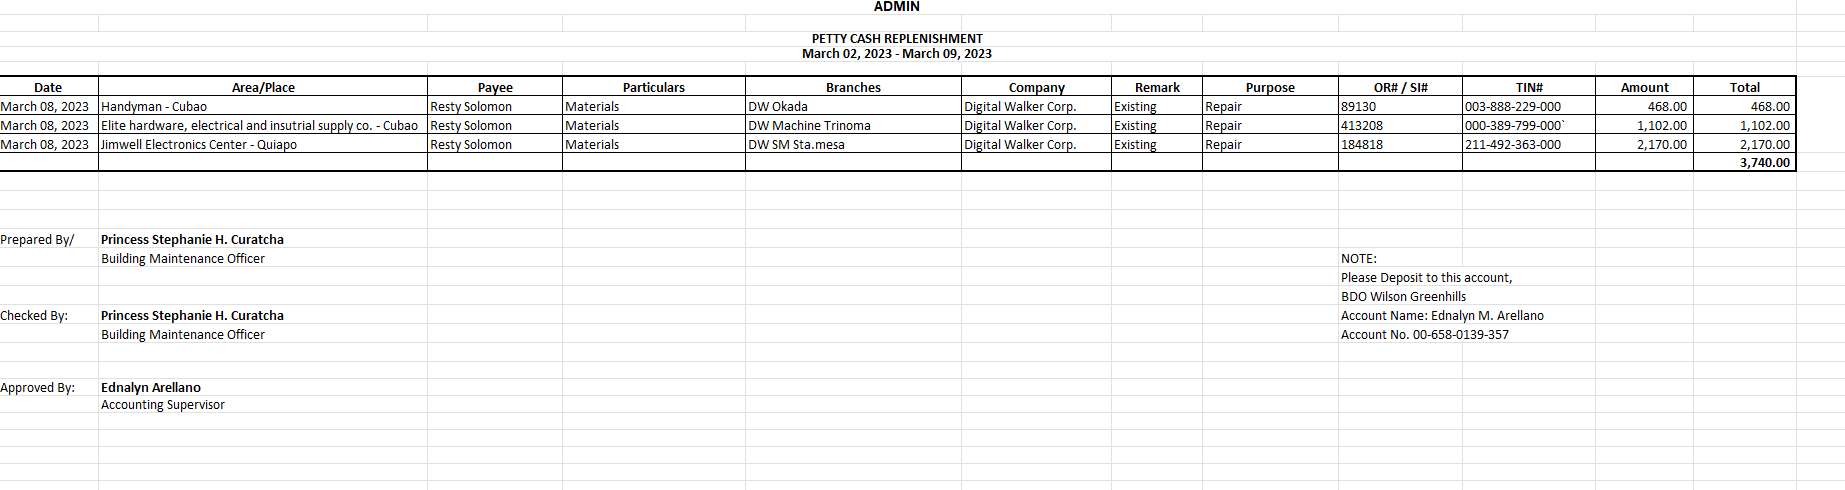 ADMIN
PETTY CASH REPLENISHMENT
March 02, 2023 - March 09, 2023
Date Area/Place Payee Particulars Branches Company Remark Purpose OR# / SI# TIN# Amount Total
March 08, 2023 Handyman - Cubao Resty Solomon Materials DW Okada Digital Walker Corp. Existing Repair 89130 003-888-229-000 468.00 468.00
March 08, 2023 Elite hardware, electrical and insutrial supply co. - Cubao Resty Solomon Materials DW Machine Trinoma Digital Walker Corp. Existing Repair 413208 000-389-799-000` 1,102.00 1,102.00
March 08, 2023 Jimwell Electronics Center - Quiapo Resty Solomon Materials DW SM Sta.mesa Digital Walker Corp. Existing Repair 184818 211-492-363-000 2,170.00 2,170.00
3,740.00
Prepared By/ Princess Stephanie H. Curatcha
Building Maintenance Officer NOTE:
Please Deposit to this account,
BDO Wilson Greenhills
Checked By: Princess Stephanie H. Curatcha Account Name: Ednalyn M. Arellano
Building Maintenance Officer Account No. 00-658-0139-357
Approved By: Ednalyn Arellano
Accounting Supervisor